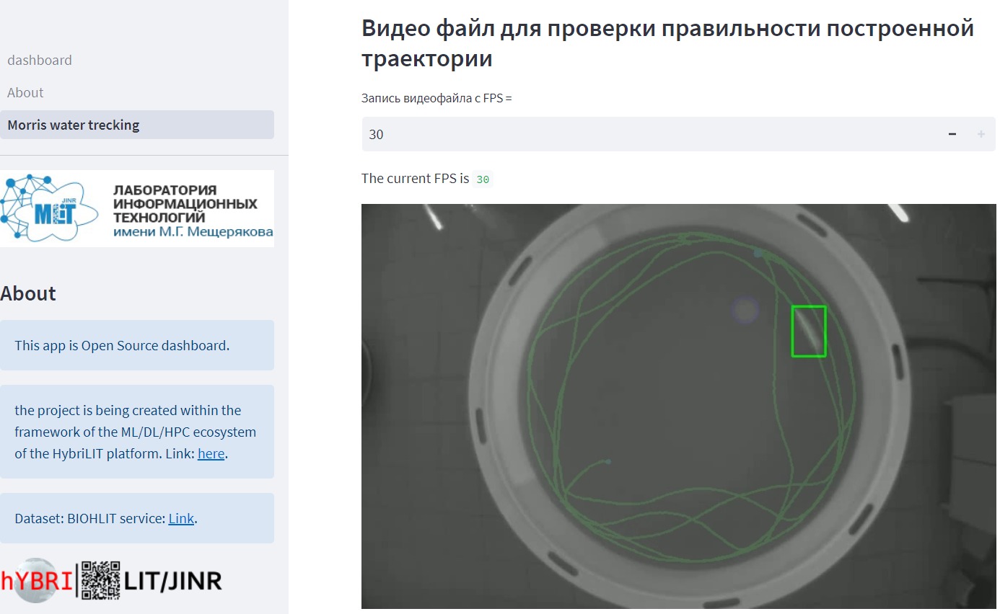 dashboard
About
Morris water trecking
JINR
MLIT
ЛАБОРАТОРИЯ
ИНФОРМАЦИОННЫХ
ТЕХНОЛОГИЙ
имени М.Г. Мещерякова
About
This app is Open Source dashboard.
the project is being created within the
framework of the ML/DL/HPC ecosystem
of the HybriLIT platform. Link: here.
Dataset: BIOHLIT service: Link.
hYBRI LIT/JINR
Видео файл для проверки правильности построенной
траектории
Запись видеофайла с FPS =
30
The current FPS is 30